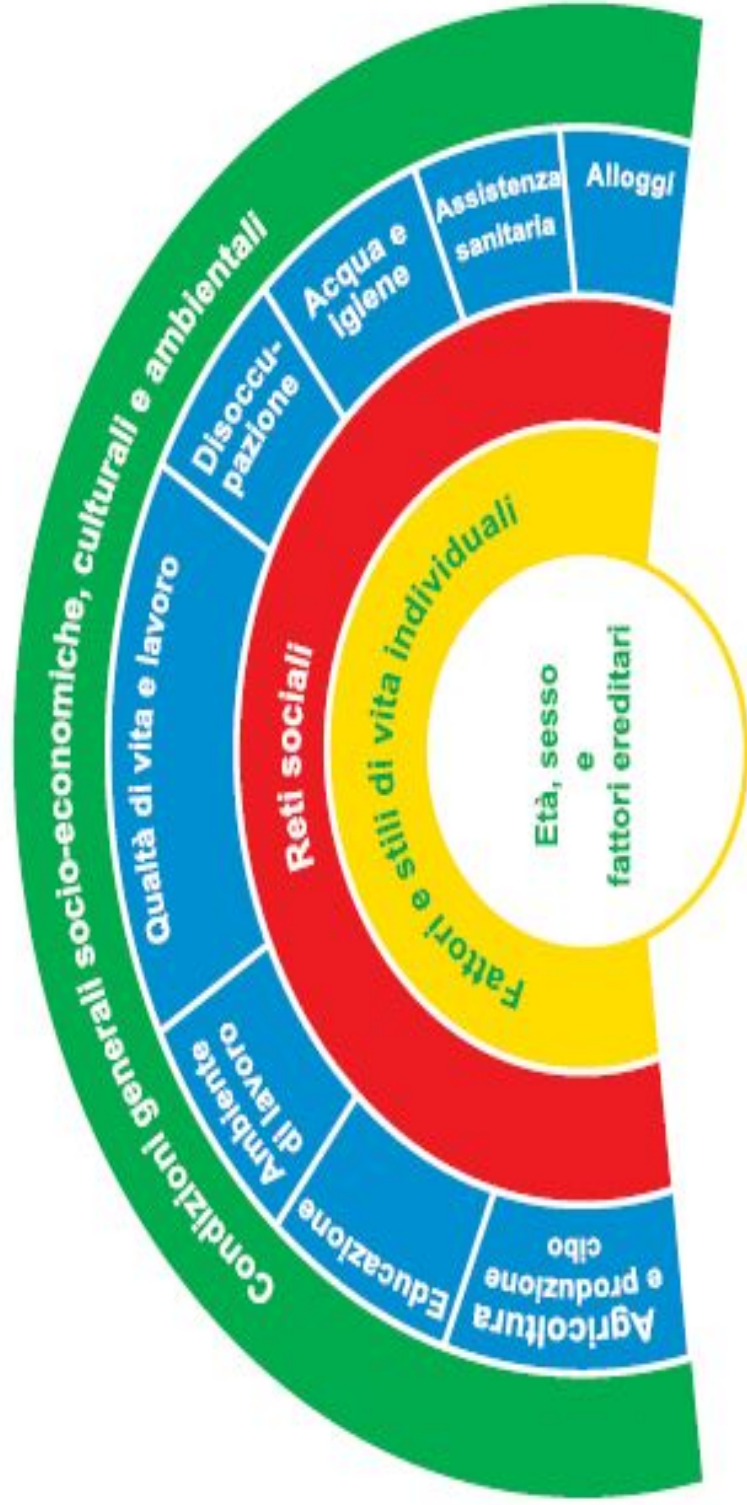 Condizioni generali socio-economiche, culturali e ambientali
Agricoltura
e produzione
cibo
Educazione
Ambiente
di lavoro
Qualtà di vita e lavoro
Disoccu-
pazione
Acqua e
igiene
Assistenza
sanitaria
Alloggi
Reti sociali
Fattori e stili di vita individuali
Età, sesso
e
fattori ereditari